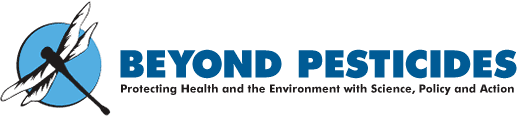 BEYOND PESTICIDES
Protecting Health and the Environment with Science, Policy and Action